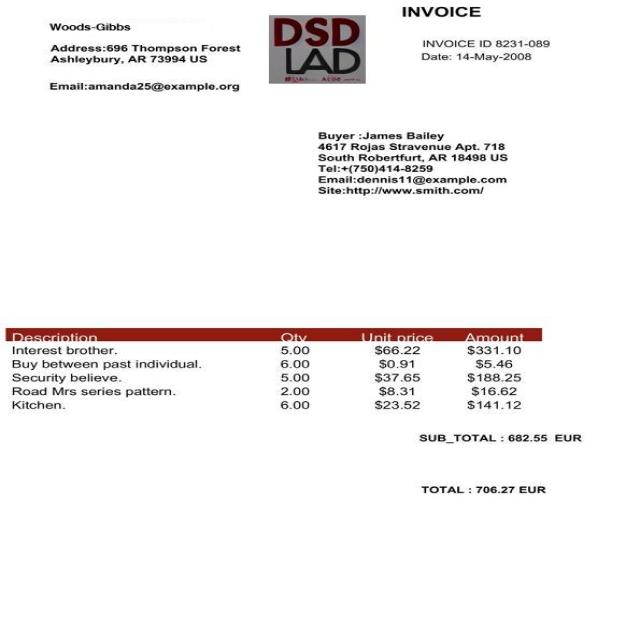 INVOICE
Woods-Gibbs
Address:696 Thompson Forest
Ashleybury, AR 73994 US
Email:amanda25@example.org
DSD
LAD
INVOICE ID 8231-089
Date: 14-May-2008
Buyer :James Bailey
4617 Rojas Stravenue Apt. 718
South Robertfurt, AR 18498 US
Tel:+(750)414-8259
Email:dennis11@example.com
Site:http://www.smith.com/
Description Qty Unit price Amount
Interest brother. 5.00 $66.22 $331.10
Buy between past individual. 6.00 $0.91 $5.46
Security believe. 5.00 $37.65 $188.25
Road Mrs series pattern. 2.00 $8.31 $16.62
Kitchen. 6.00 $23.52 $141.12
SUB_TOTAL : 682.55 EUR
TOTAL : 706.27 EUR